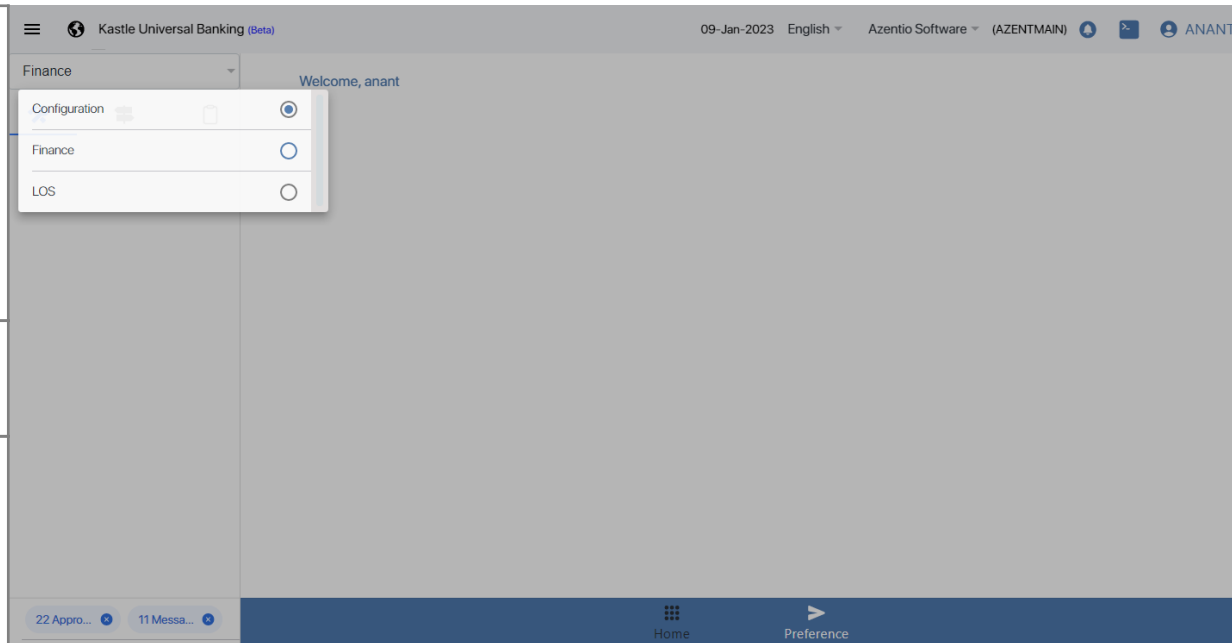 Kastle Universal Banking (Beta)
09-Jan-2023 English Azentio Software (AZENTMAIN) ANANT
Finance
Welcome, anant
Configuration
Finance
LOS
22 Appro... 11 Messa...
Home Preference